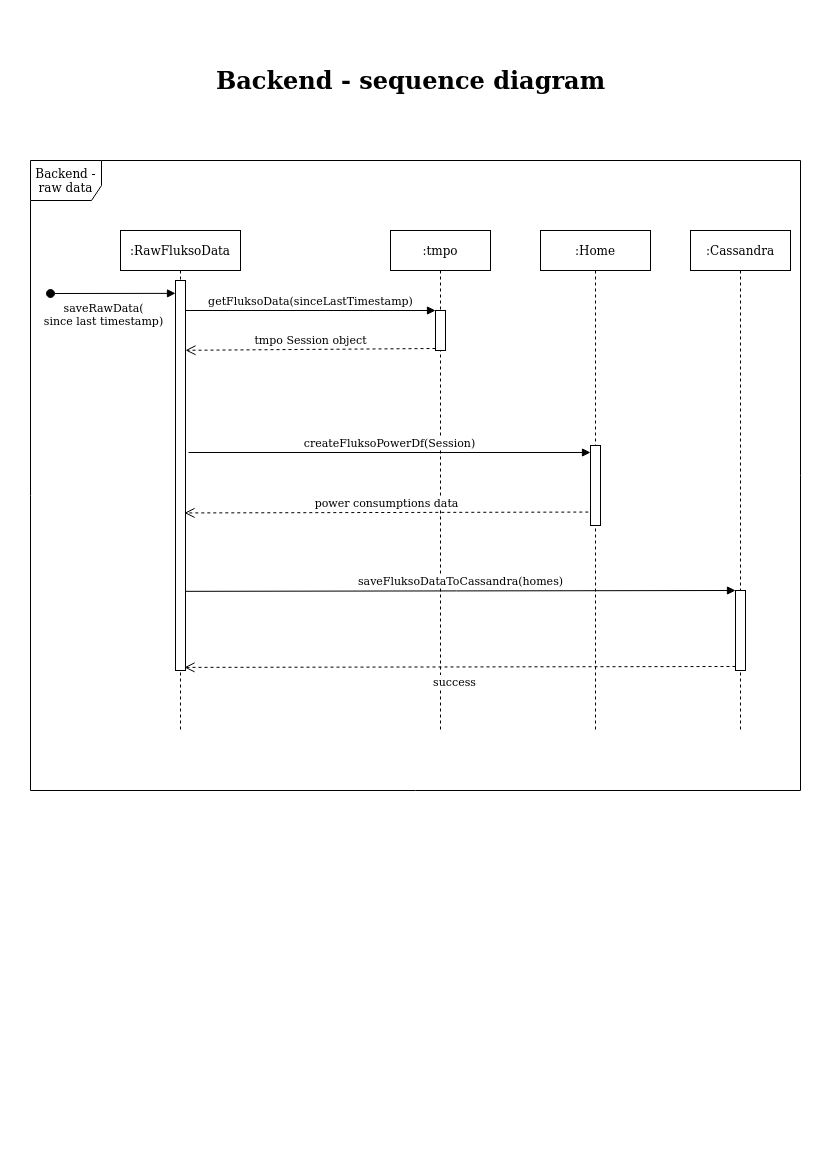 Backend - sequence diagram
Backend -
raw data
:RawFluksoData
:tmpo
:Home
:Cassandra
saveRawData(
since last timestamp)
getFluksoData(sinceLastTimestamp)
tmpo Session object
createFluksoPowerDf(Session)
power consumptions data
saveFluksoDataToCassandra(homes)
success